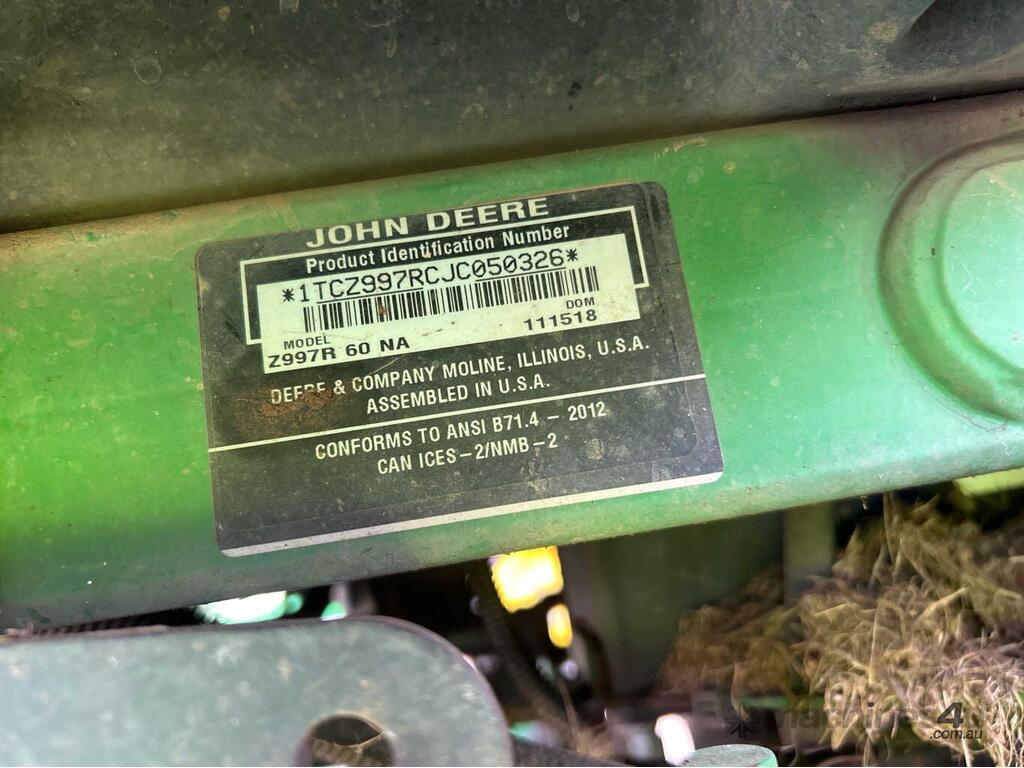 JOHN DEERE
Product Identification Number
*1TCZ997RCJC050326*
MODEL DOM
Z997R 60 NA 111518
DEERE & COMPANY MOLINE, ILLINOIS, U.S.A.
ASSEMBLED IN U.S.A.
CONFORMS TO ANSI B71.4 - 2012
CAN ICES-2/NMB-2
machines4u
.com.au